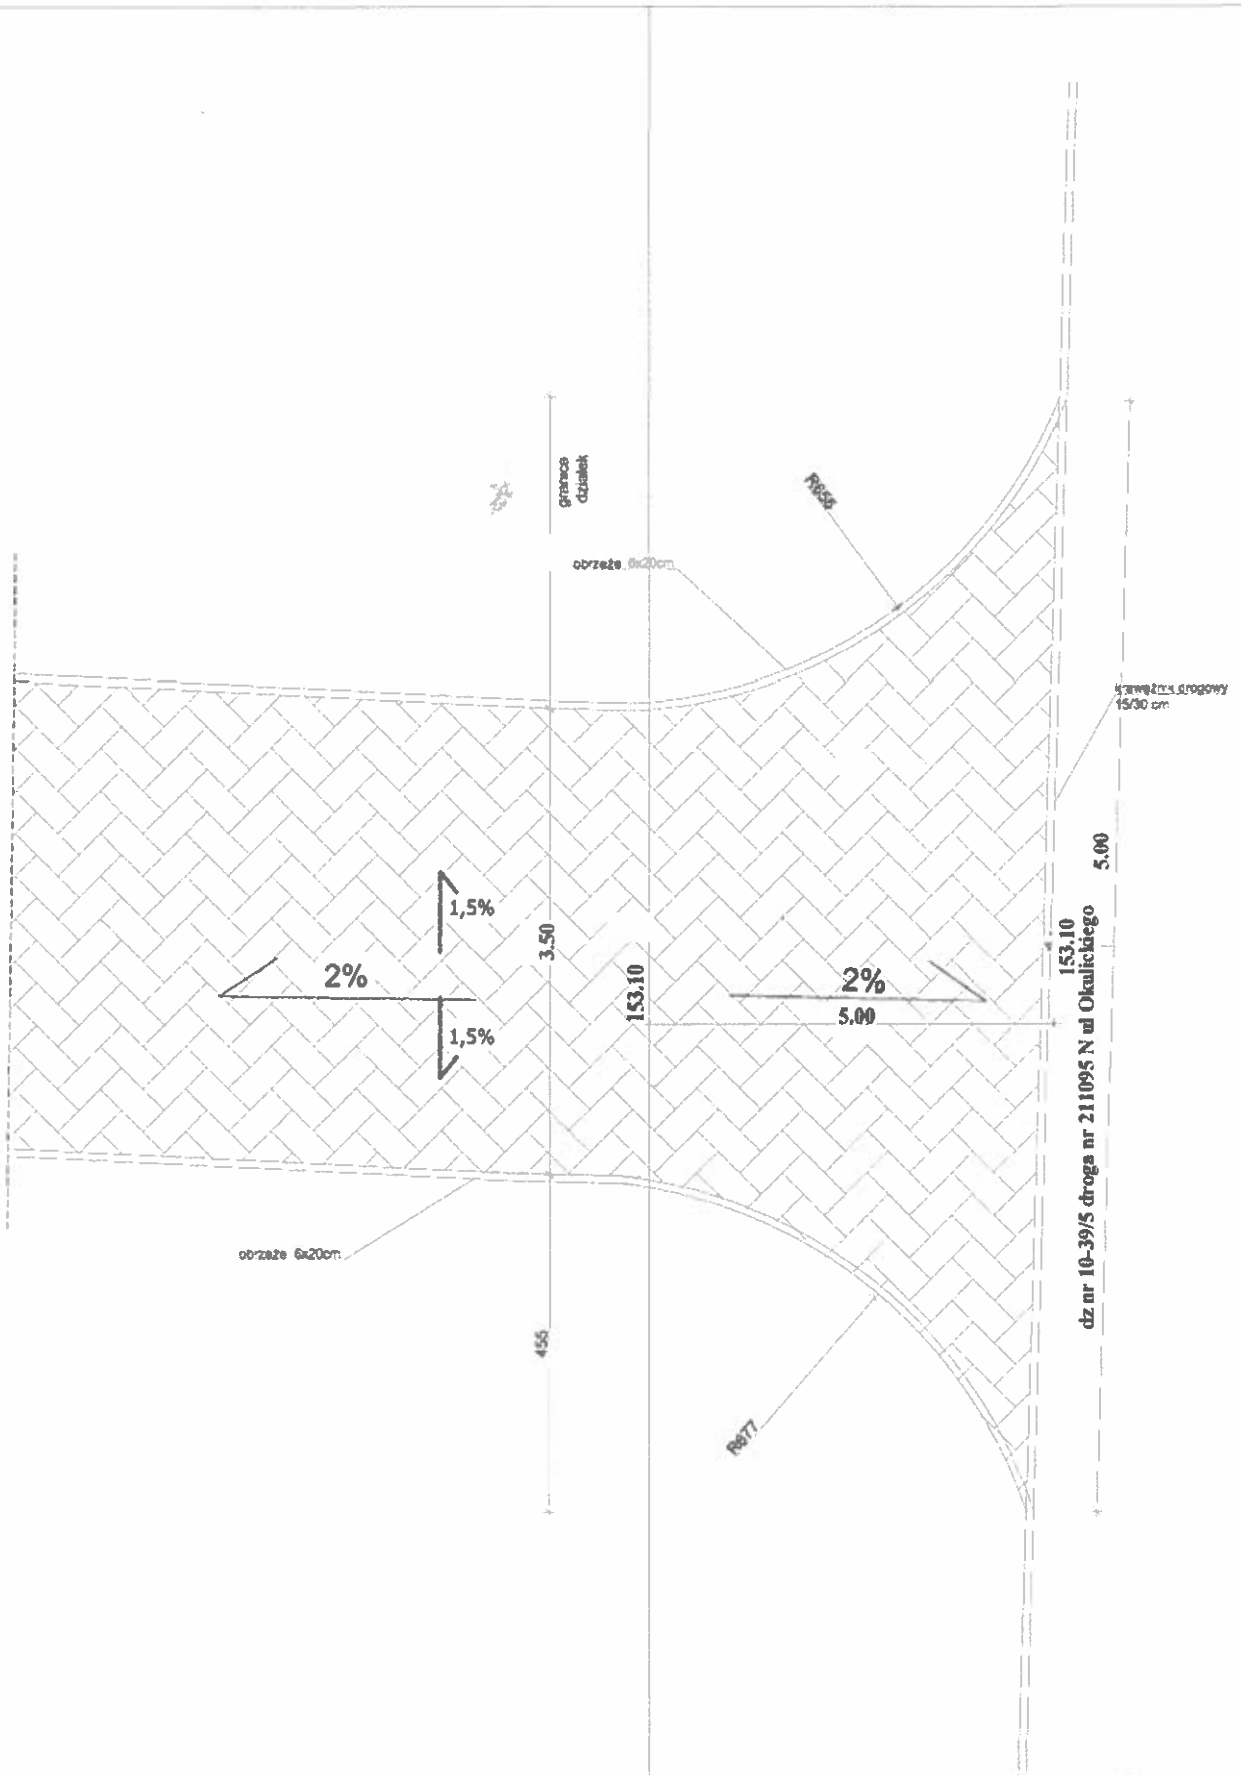 granica
działek
R655
obrzeże 6x20cm
krawężnik drogowy
15/30 cm
5.00
1,5%
3.50
2%
153.10
2%
5.00
153.10
1,5%
dz nr 10-39/5 droga nr 211095 N ul Okulickiego
obrzeże 6x20cm
455
R677